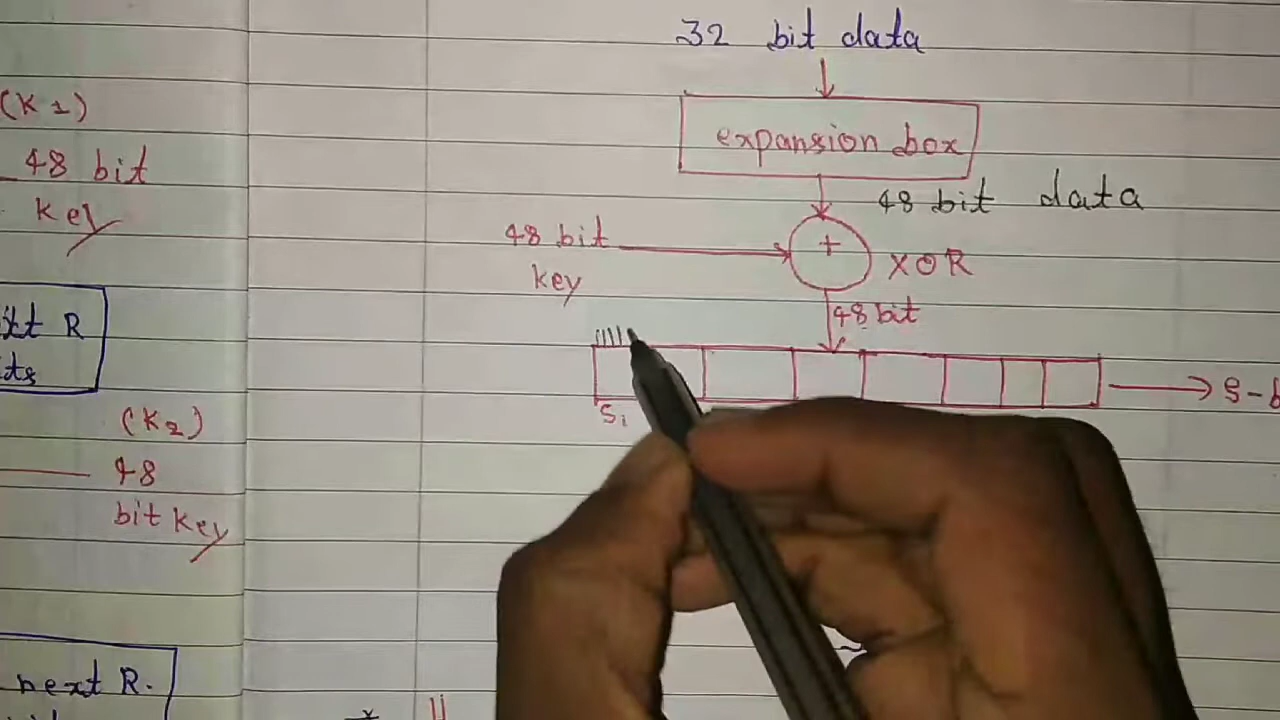 32 bit data
expansion box
48 bit data
48 bit
key
+
XOR
48 bit
S1
(K1)
48 bit
key
R
(K2)
48
bit key
next R.